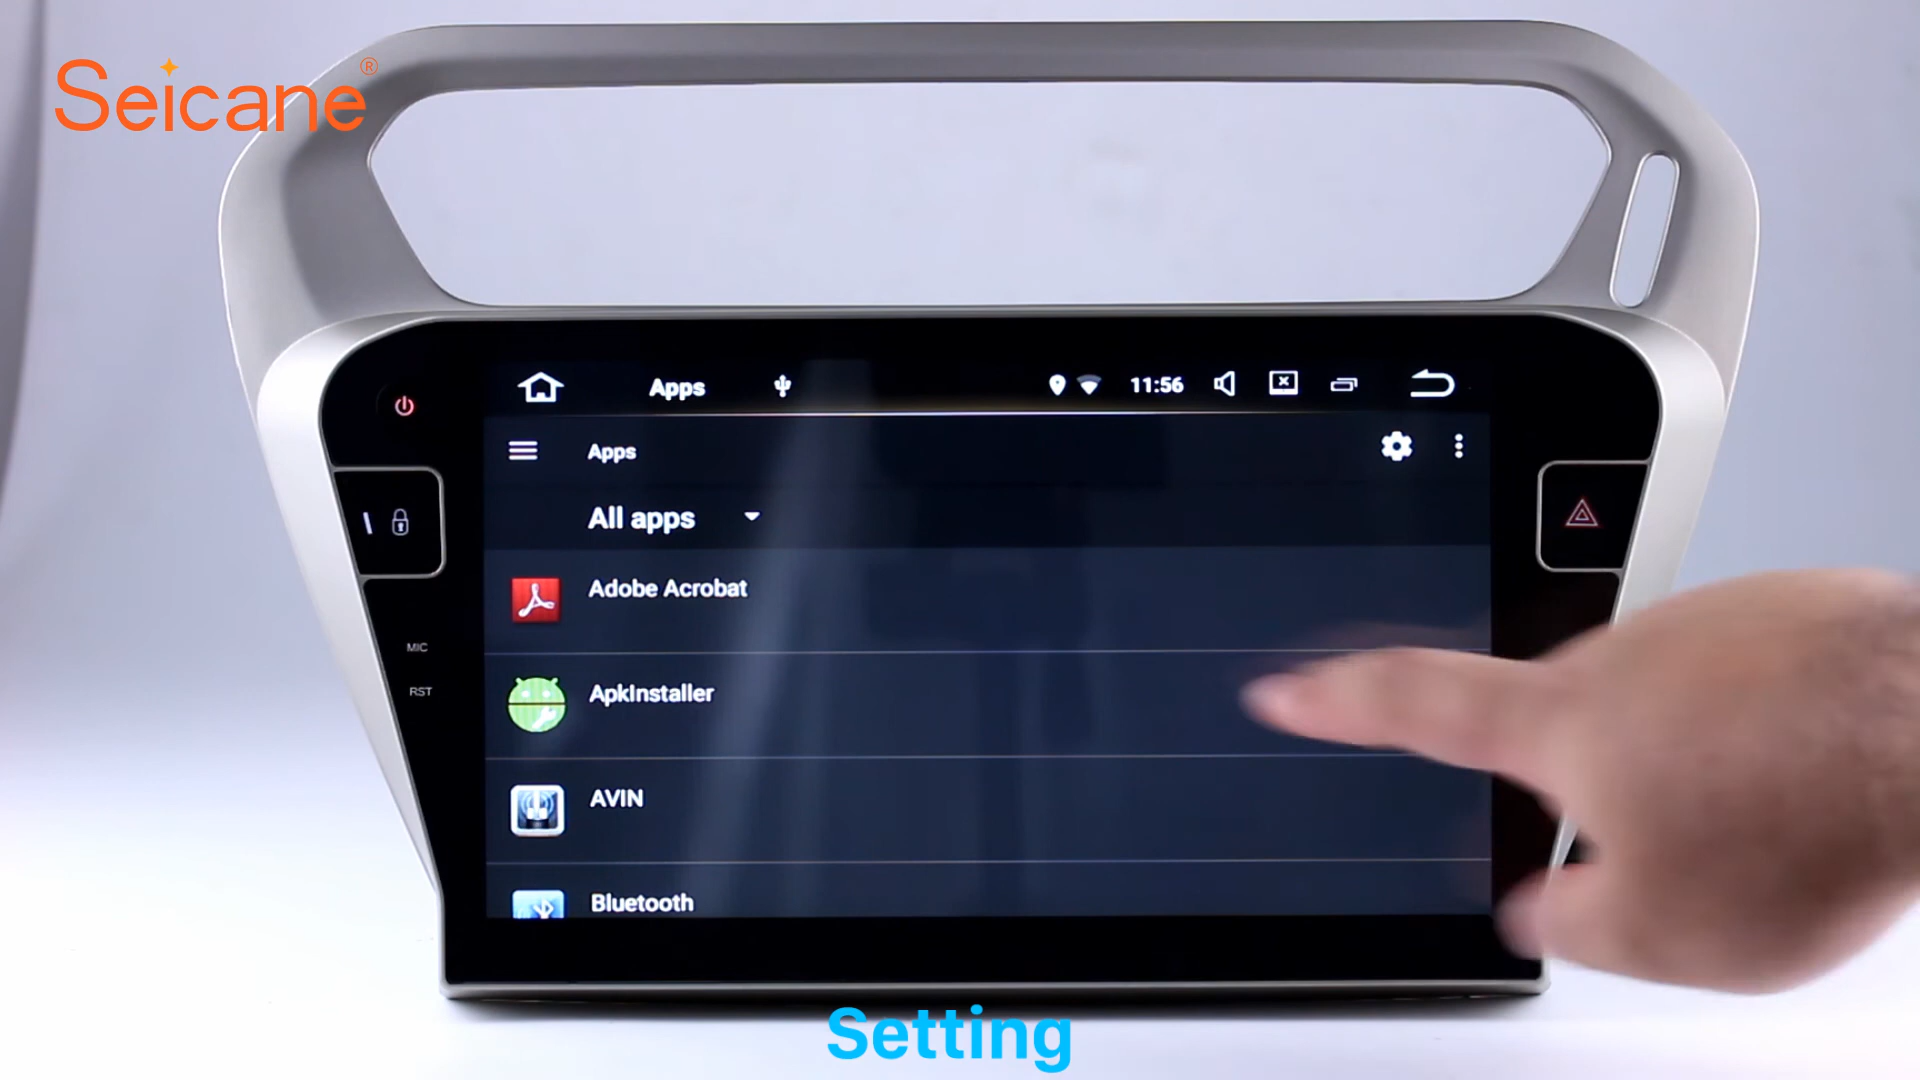 Seicane®
Apps
11:56
Apps
All apps
Adobe Acrobat
ApkInstaller
AVIN
Bluetooth
MIC
RST
Setting